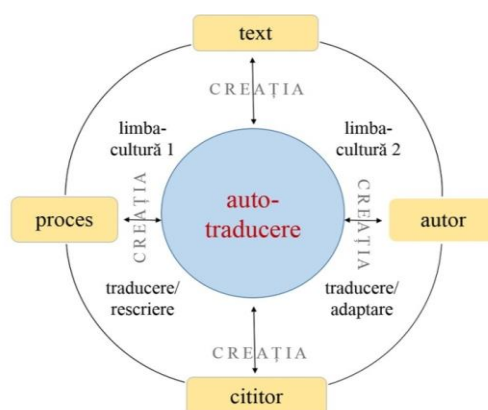 text
CREAȚIA
limba-
cultură 1
limba-
cultură 2
proces
CREAȚIA
auto-
traducere
CREAȚIA
autor
traducere/
rescriere
traducere/
adaptare
CREAȚIA
cititor